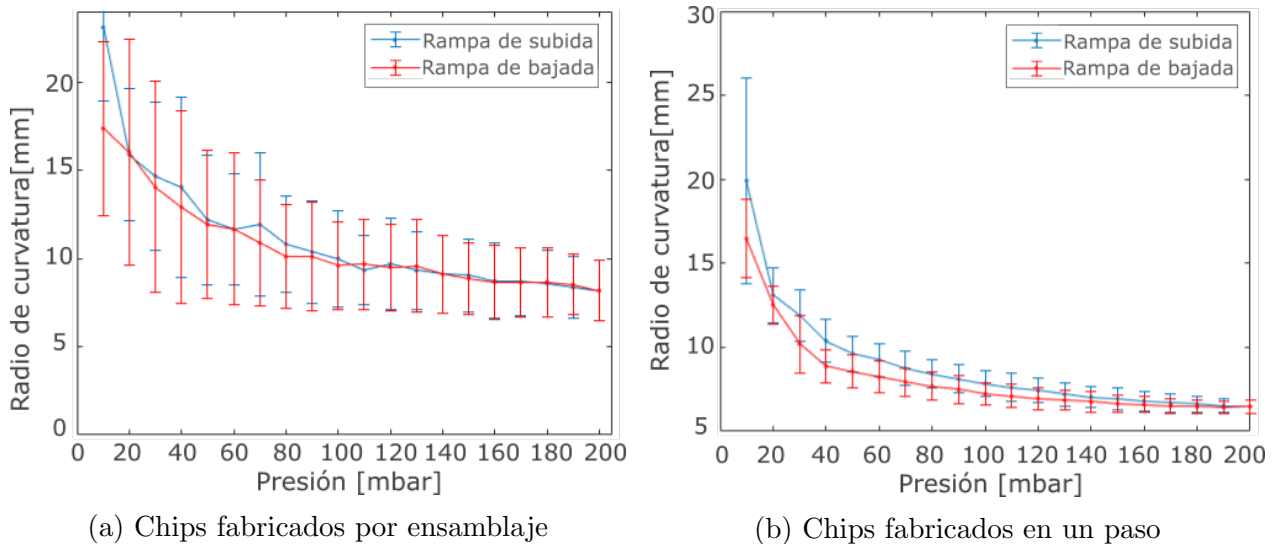 Rampa de subida
Rampa de bajada
Radio de curvatura[mm]
20
15
10
5
0
0 20 40 60 80 100 120 140 160 180 200
Presión [mbar]
(a) Chips fabricados por ensamblaje
Rampa de subida
Rampa de bajada
Radio de curvatura[mm]
30
25
20
15
10
5
0 20 40 60 80 100 120 140 160 180 200
Presión [mbar]
(b) Chips fabricados en un paso